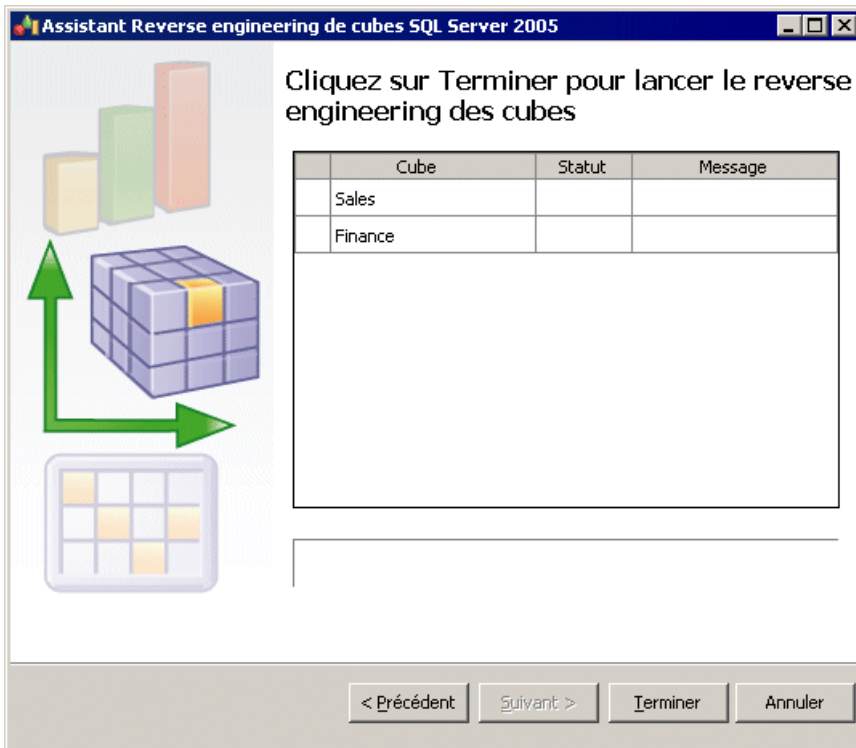 Assistant Reverse engineering de cubes SQL Server 2005
Cliquez sur Terminer pour lancer le reverse
engineering des cubes
Cube Statut Message
Sales
Finance
< Précédent Suivant > Terminer Annuler